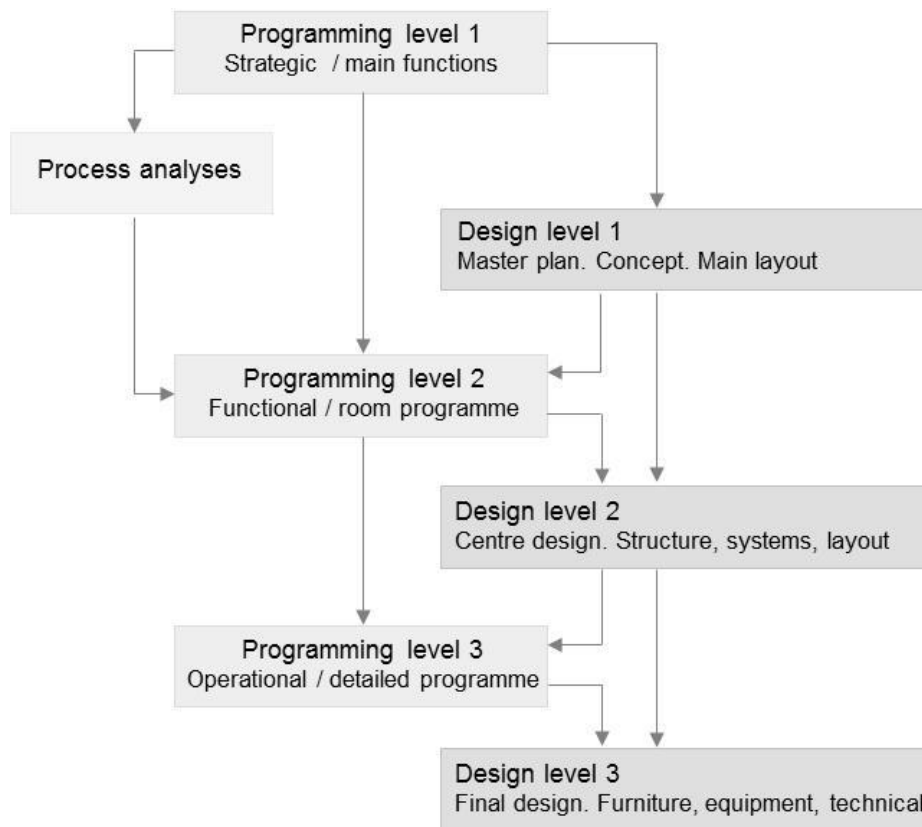 Programming level 1
Strategic / main functions
Process analyses
Design level 1
Master plan. Concept. Main layout
Programming level 2
Functional / room programme
Design level 2
Centre design. Structure, systems, layout
Programming level 3
Operational / detailed programme
Design level 3
Final design. Furniture, equipment, technical